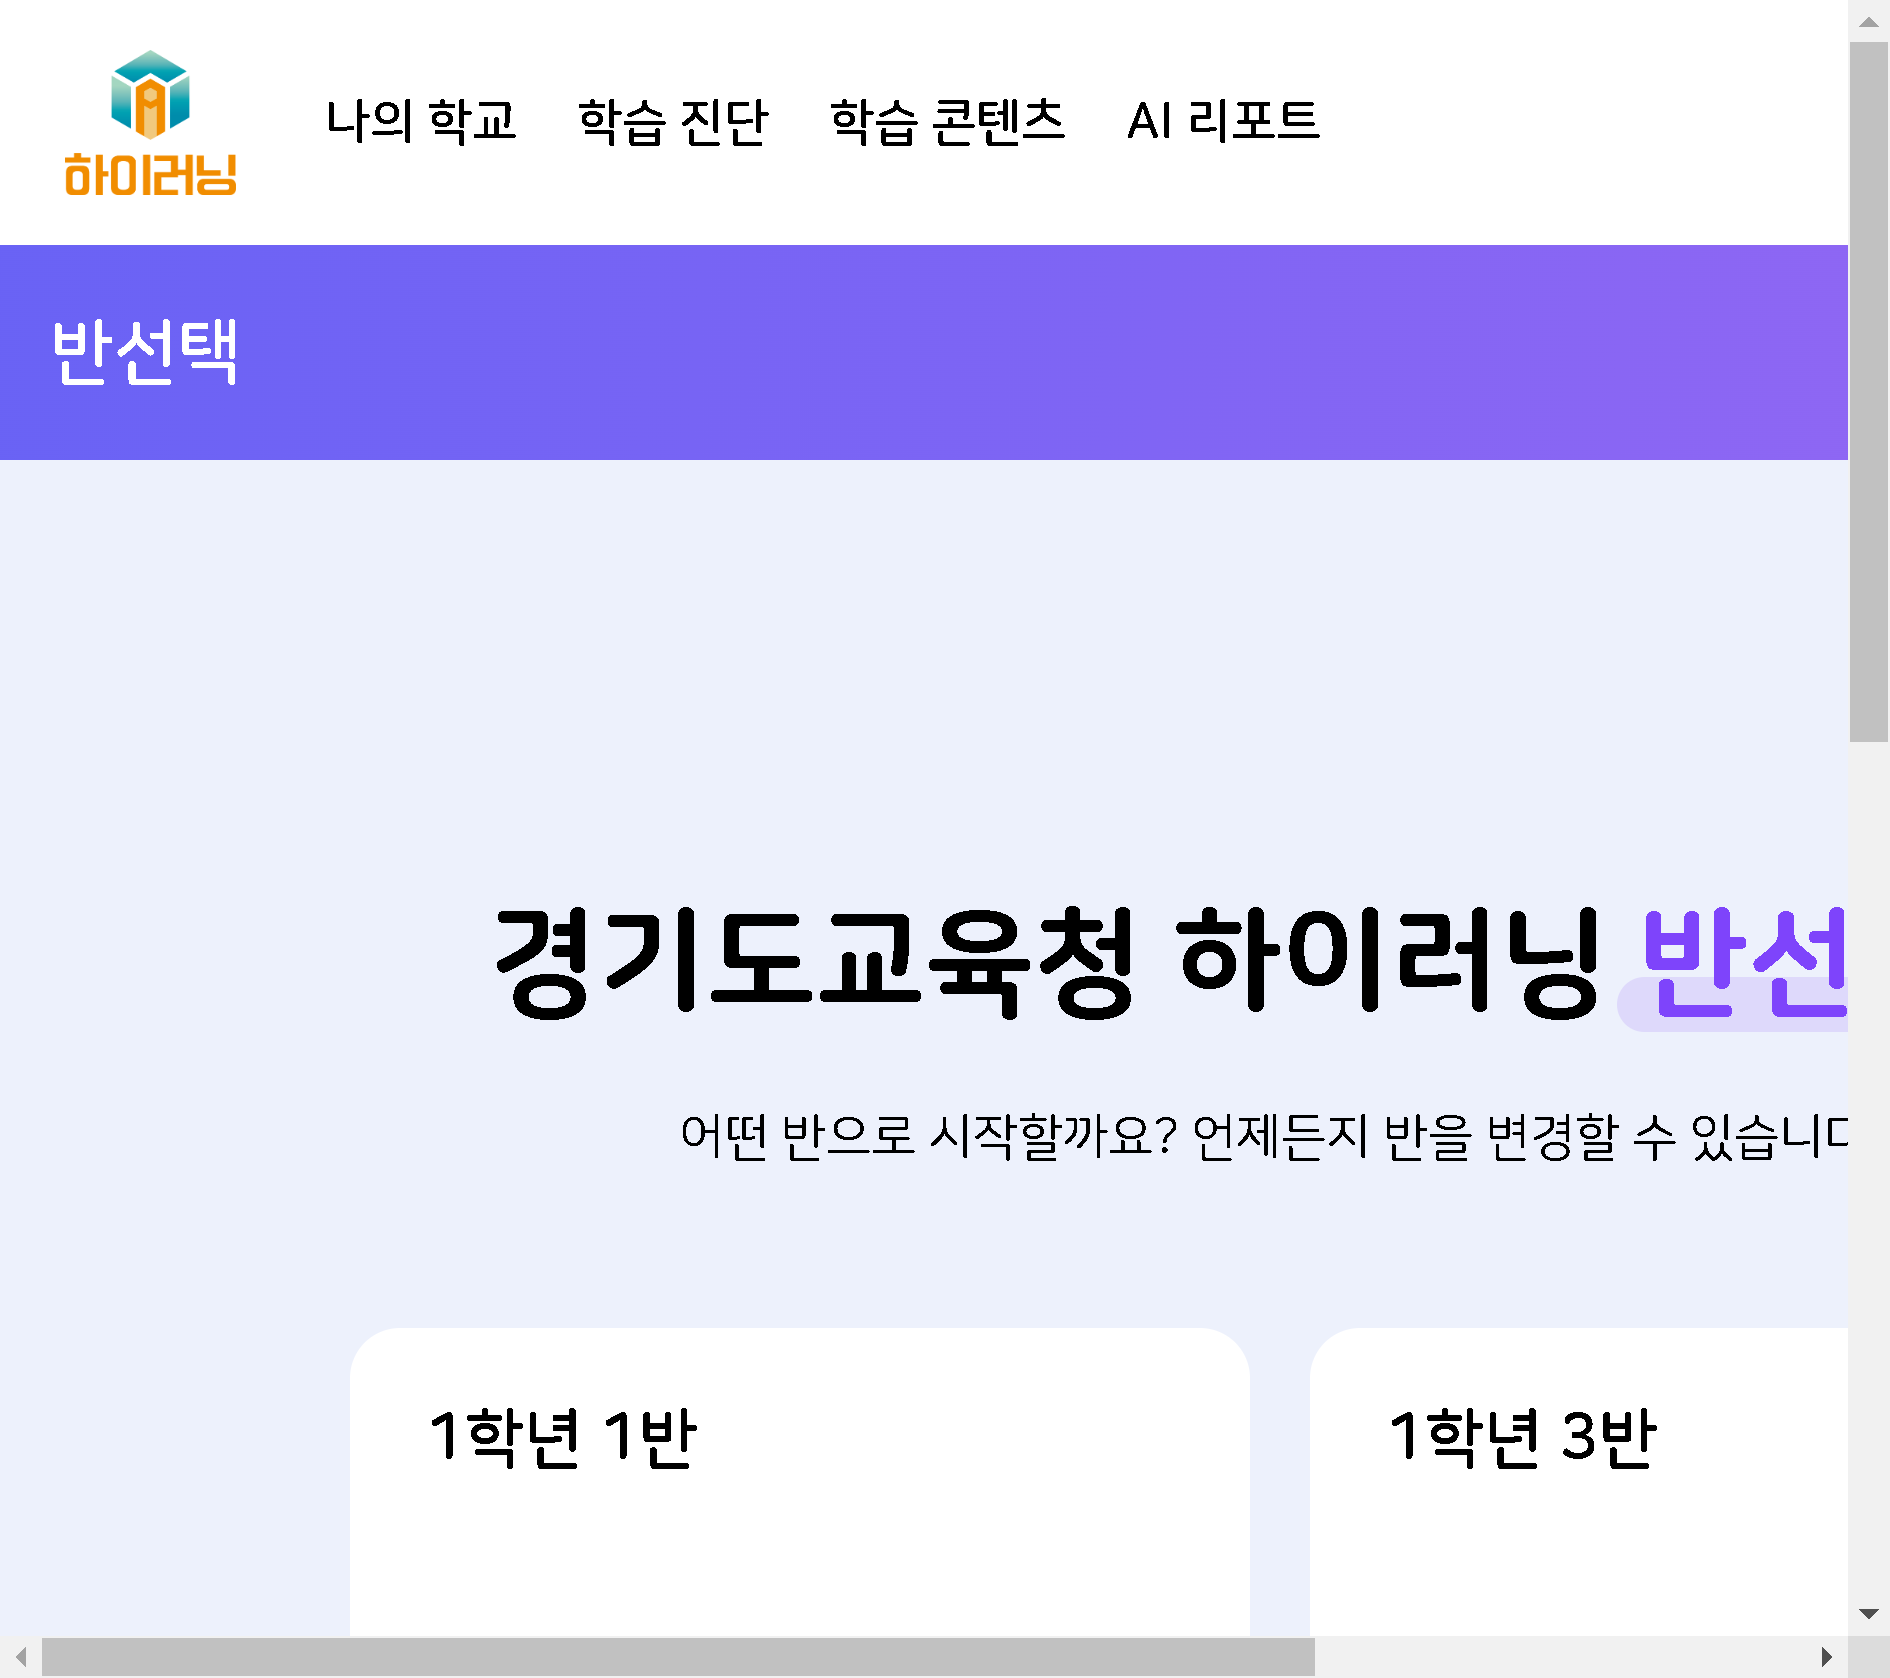 하이러닝
나의 학교 학습 진단 학습 콘텐츠 AI 리포트
반선택
경기도교육청 하이러닝 반선
어떤 반으로 시작할까요? 언제든지 반을 변경할 수 있습니다
1학년 1반 1학년 3반